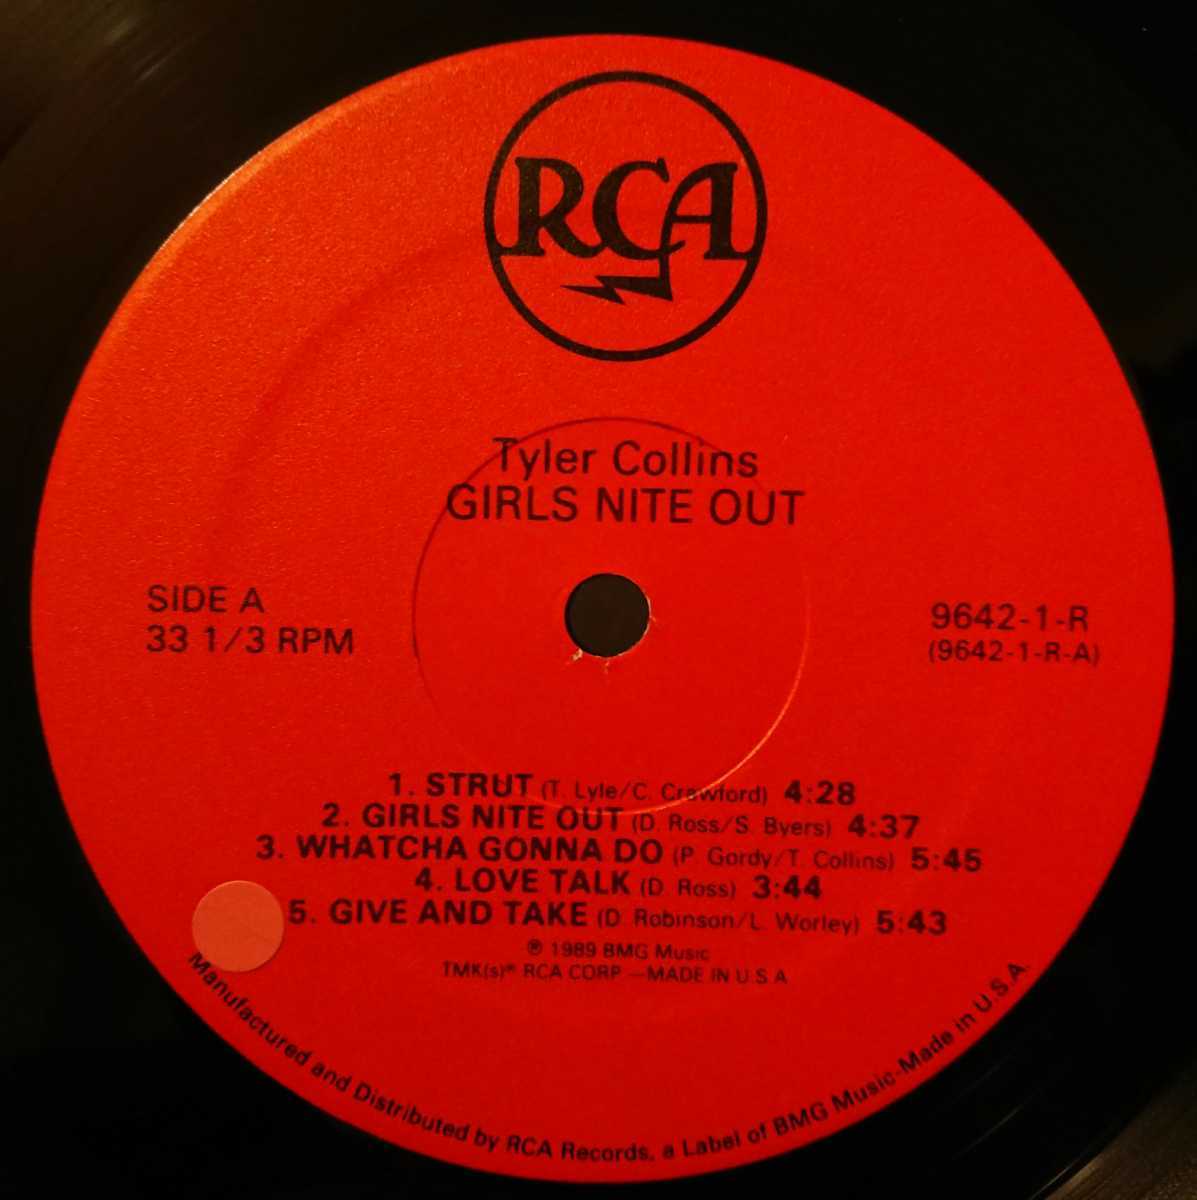 RCA
Tyler Collins
GIRLS NITE OUT
SIDE A
33 1/3 RPM
9642-1-R
(9642-1-R-A)
1. STRUT (T. Lyle/C. Crawford) 4:28
2. GIRLS NITE OUT (D. Ross/S. Byers) 4:37
3. WHATCHA GONNA DO (P. Gordy/T. Collins) 5:45
4. LOVE TALK (D. Ross) 3:44
5. GIVE AND TAKE (D. Robinson/L. Worley) 5:43
℗ 1989 BMG Music
TMK(s)® RCA CORP.—MADE IN U.S.A.
Manufactured and Distributed by RCA Records, a Label of BMG Music-Made in U.S.A.